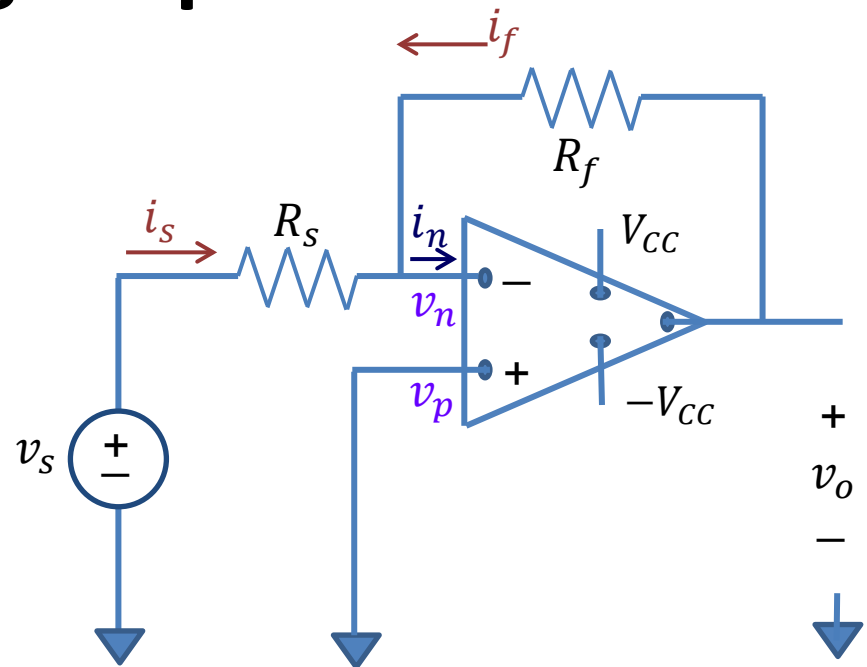 i_f
R_f
i_s
R_s
i_n
V_CC
−
v_n
+
v_p
−V_CC
v_s
+
−
+
v_o
−